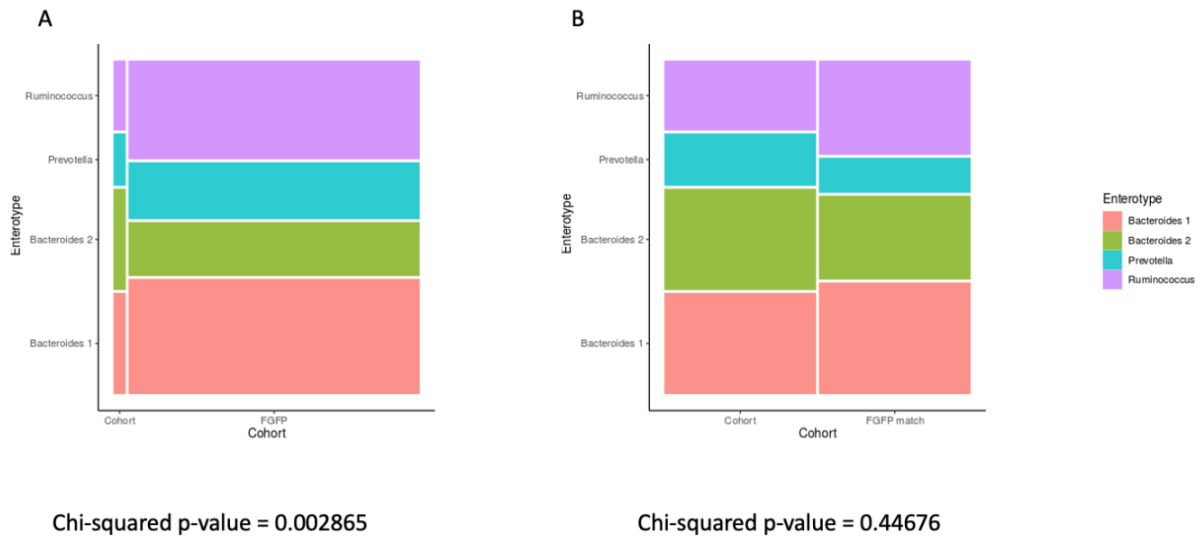 A
Ruminococcus
Prevotella
Bacteroides 2
Bacteroides 1
Enterotype
Cohort
FGFP
Cohort
Chi-squared p-value = 0.002865
B
Ruminococcus
Prevotella
Bacteroides 2
Bacteroides 1
Enterotype
Cohort
FGFP match
Cohort
Chi-squared p-value = 0.44676
Enterotype
Bacteroides 1
Bacteroides 2
Prevotella
Ruminococcus